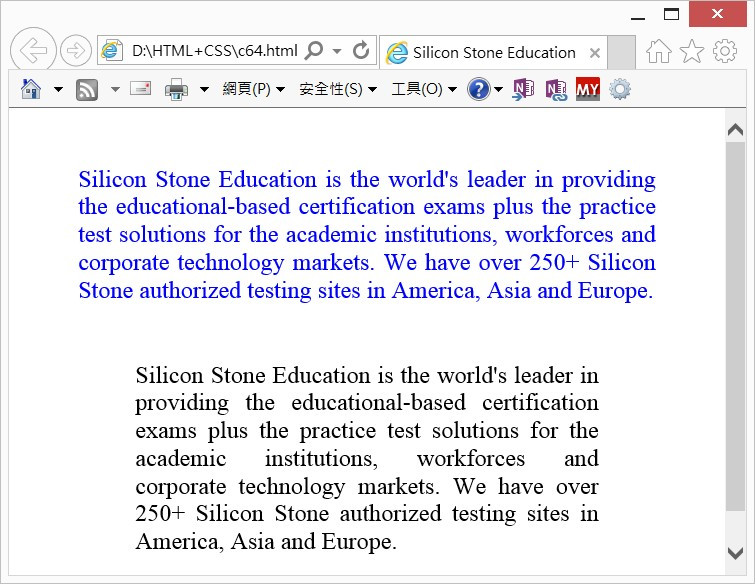 D:\HTML+CSS\c64.html
Silicon Stone Education
網頁(P)
安全性(S)
工具(O)
MY
Silicon Stone Education is the world's leader in providing
the educational-based certification exams plus the practice
test solutions for the academic institutions, workforces and
corporate technology markets. We have over 250+ Silicon
Stone authorized testing sites in America, Asia and Europe.
Silicon Stone Education is the world's leader in
providing the educational-based certification
exams plus the practice test solutions for the
academic institutions, workforces and
corporate technology markets. We have over
250+ Silicon Stone authorized testing sites in
America, Asia and Europe.